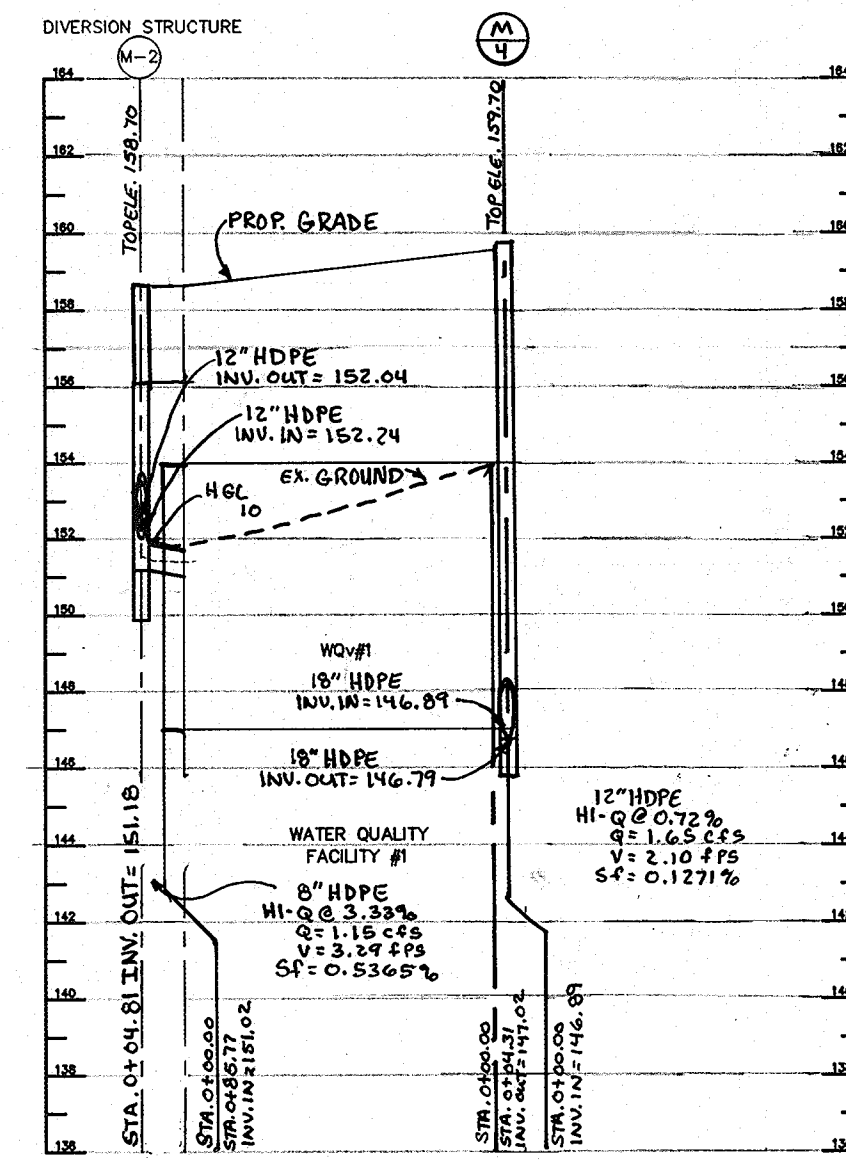 DIVERSION STRUCTURE
M-2
M
4
164
162
160
158
156
154
152
150
148
146
144
142
140
138
136
TOP ELE. 158.70
TOP ELE. 159.70
PROP. GRADE
12" HDPE
INV. OUT = 152.04
12" HDPE
INV. IN = 152.24
EX. GROUND
HGL
10
WQv#1
18" HDPE
INV. IN = 146.89
18" HDPE
INV. OUT = 146.79
WATER QUALITY
FACILITY #1
8" HDPE
HI-Q @ 3.33%
Q = 1.15 cfs
V = 3.29 fps
Sf = 0.5365%
12" HDPE
HI-Q @ 0.72%
Q = 1.65 cfs
V = 2.10 fps
Sf = 0.1271%
STA. 0+04.81 INV. OUT = 151.18
STA. 0+00.00
INV. IN = 151.02
STA. 0+00.00
STA. 0+04.31
INV. OUT = 147.02
STA. 0+00.00
INV. IN = 146.89